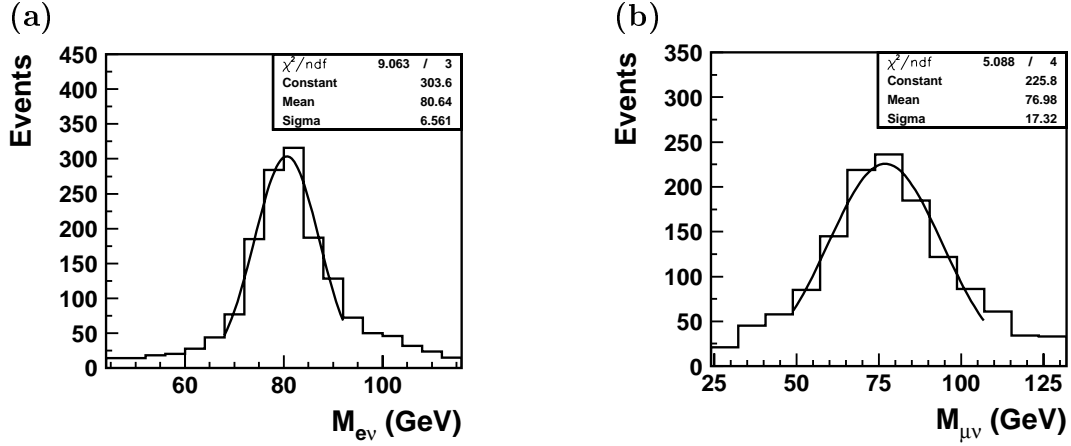 (a)
Events
450
400
350
300
250
200
150
100
50
0
χ²/ndf 9.063 / 3
Constant 303.6
Mean 80.64
Sigma 6.561
60 80 100
M_eν (GeV)
(b)
Events
350
300
250
200
150
100
50
0
χ²/ndf 5.088 / 4
Constant 225.8
Mean 76.98
Sigma 17.32
25 50 75 100 125
M_μν (GeV)